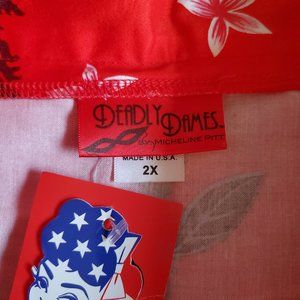 DEADLY
DAMES
BY: MICHELINE PITT
MADE IN U.S.A.
2X